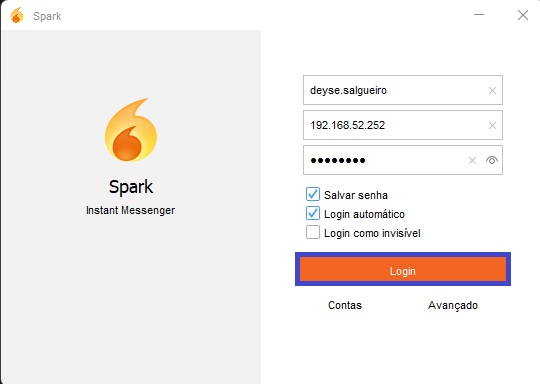 Spark
Spark
Instant Messenger
deyse.salgueiro
192.168.52.252
Salvar senha
Login automático
Login como invisível
Login
Contas
Avançado